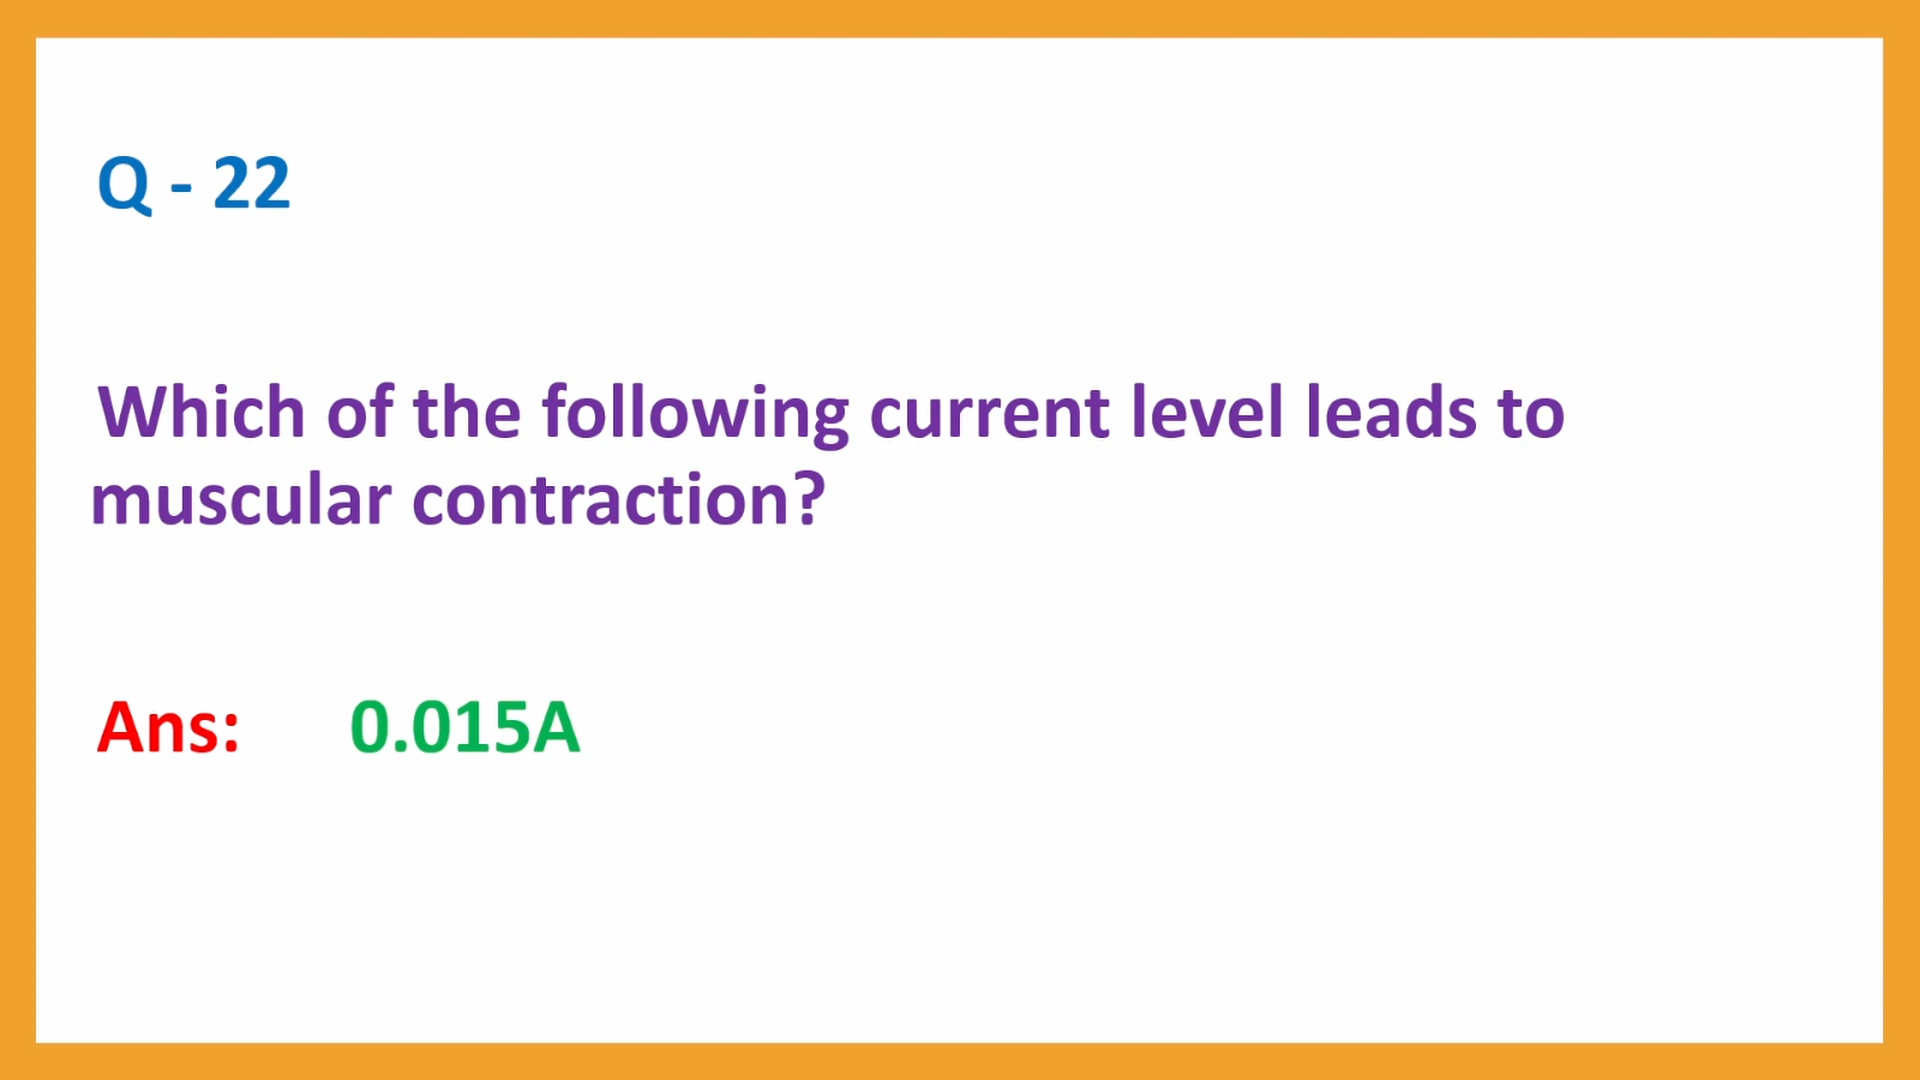 Q - 22
Which of the following current level leads to
muscular contraction?
Ans: 0.015A